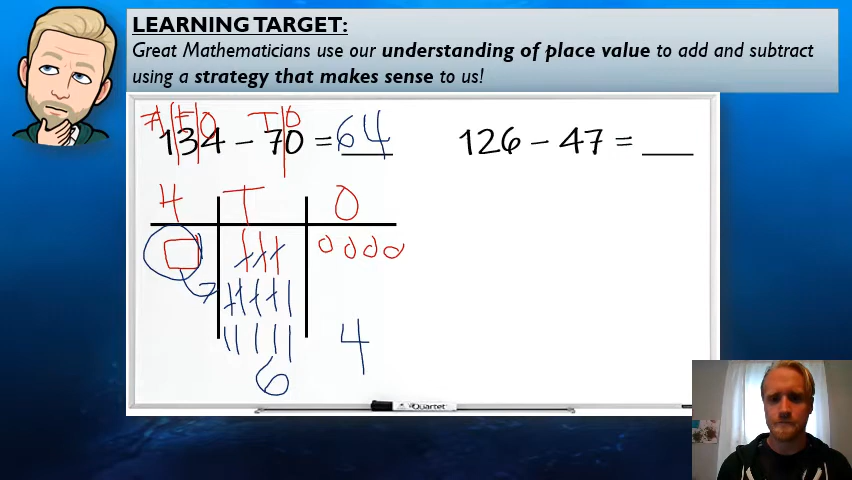 LEARNING TARGET:
Great Mathematicians use our understanding of place value to add and subtract
using a strategy that makes sense to us!
H T O T O
134 - 70 = 64
126 - 47 = ___
H T O
6 4
Quartet